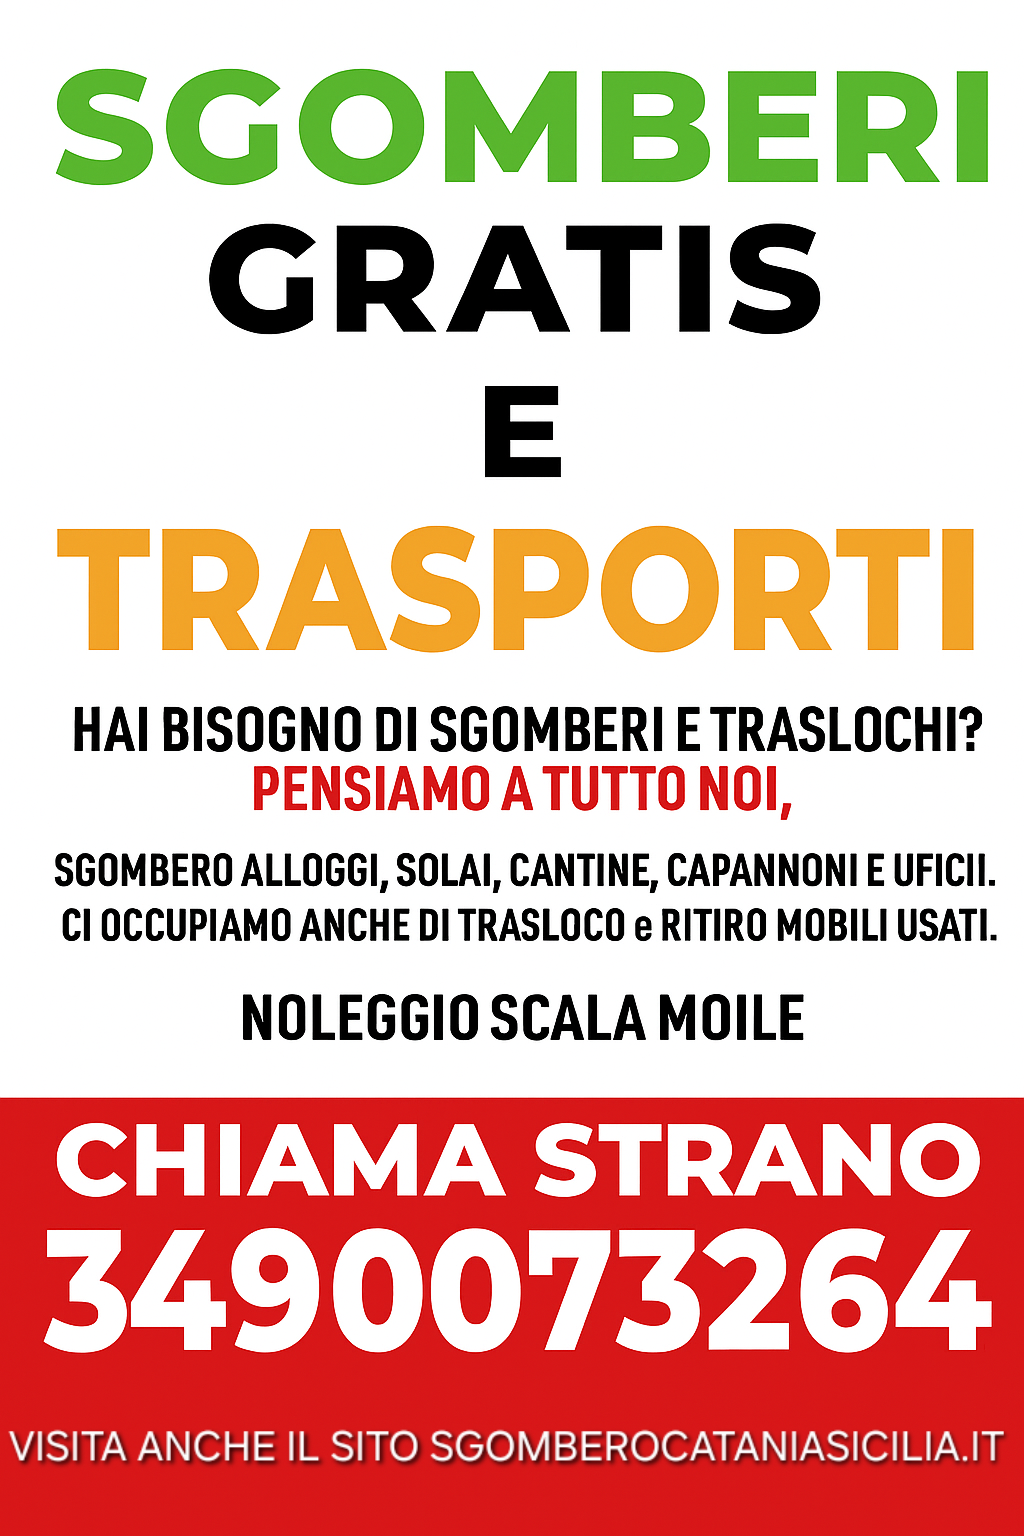 SGOMBERI
GRATIS
E
TRASPORTI
HAI BISOGNO DI SGOMBERI E TRASLOCHI?
PENSIAMO A TUTTO NOI,
SGOMBERO ALLOGGI, SOLAI, CANTINE, CAPANNONI E UFICII.
CI OCCUPIAMO ANCHE DI TRASLOCO e RITIRO MOBILI USATI.
NOLEGGIO SCALA MOILE
CHIAMA STRANO
3490073264
VISITA ANCHE IL SITO SGOMBEROCATANIASICILIA.IT